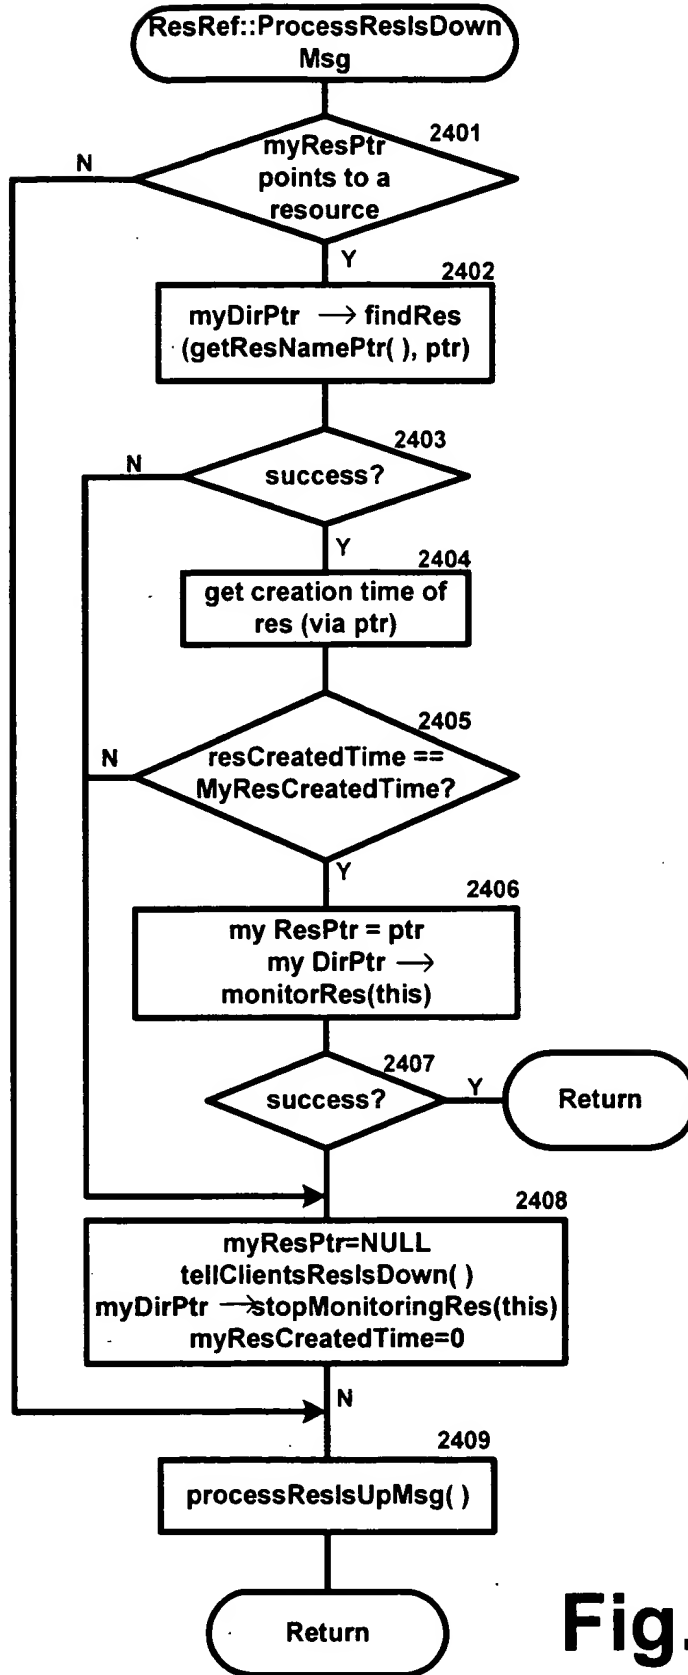 ResRef::ProcessResIsDown
Msg
2401
N
myResPtr
points to a
resource
Y
2402
myDirPtr → findRes
(getResNamePtr( ), ptr)
2403
N
success?
Y
2404
get creation time of
res (via ptr)
2405
N
resCreatedTime ==
MyResCreatedTime?
Y
2406
my ResPtr = ptr
my DirPtr →
monitorRes(this)
2407
success?
Y
Return
2408
myResPtr=NULL
tellClientsResIsDown( )
myDirPtr →stopMonitoringRes(this)
myResCreatedTime=0
N
2409
processResIsUpMsg( )
Return
Fig.